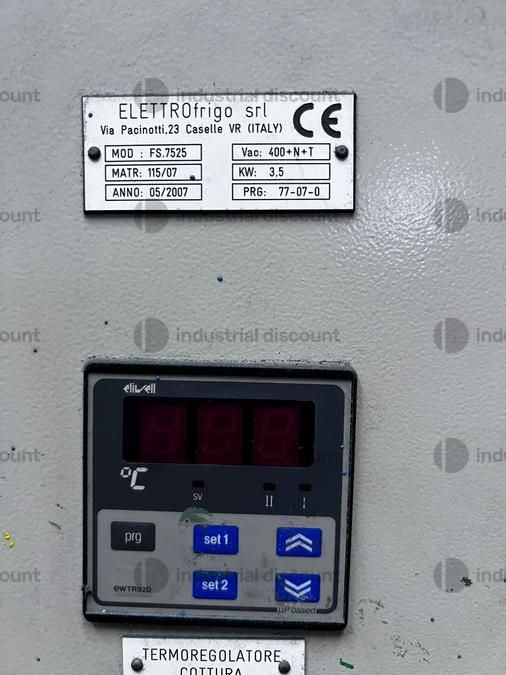 ELETTROfrigo srl
Via Pacinotti,23 Caselle VR (ITALY)
CE
MOD : FS.7525
Vac: 400+N+T
MATR: 115/07
KW: 3,5
ANNO: 05/2007
PRG: 77-07-0
industrial discount
eliwell
°C
SV
II
I
prg
set 1
set 2
ewTR920
µP based
TERMOREGOLATORE
COTTURA